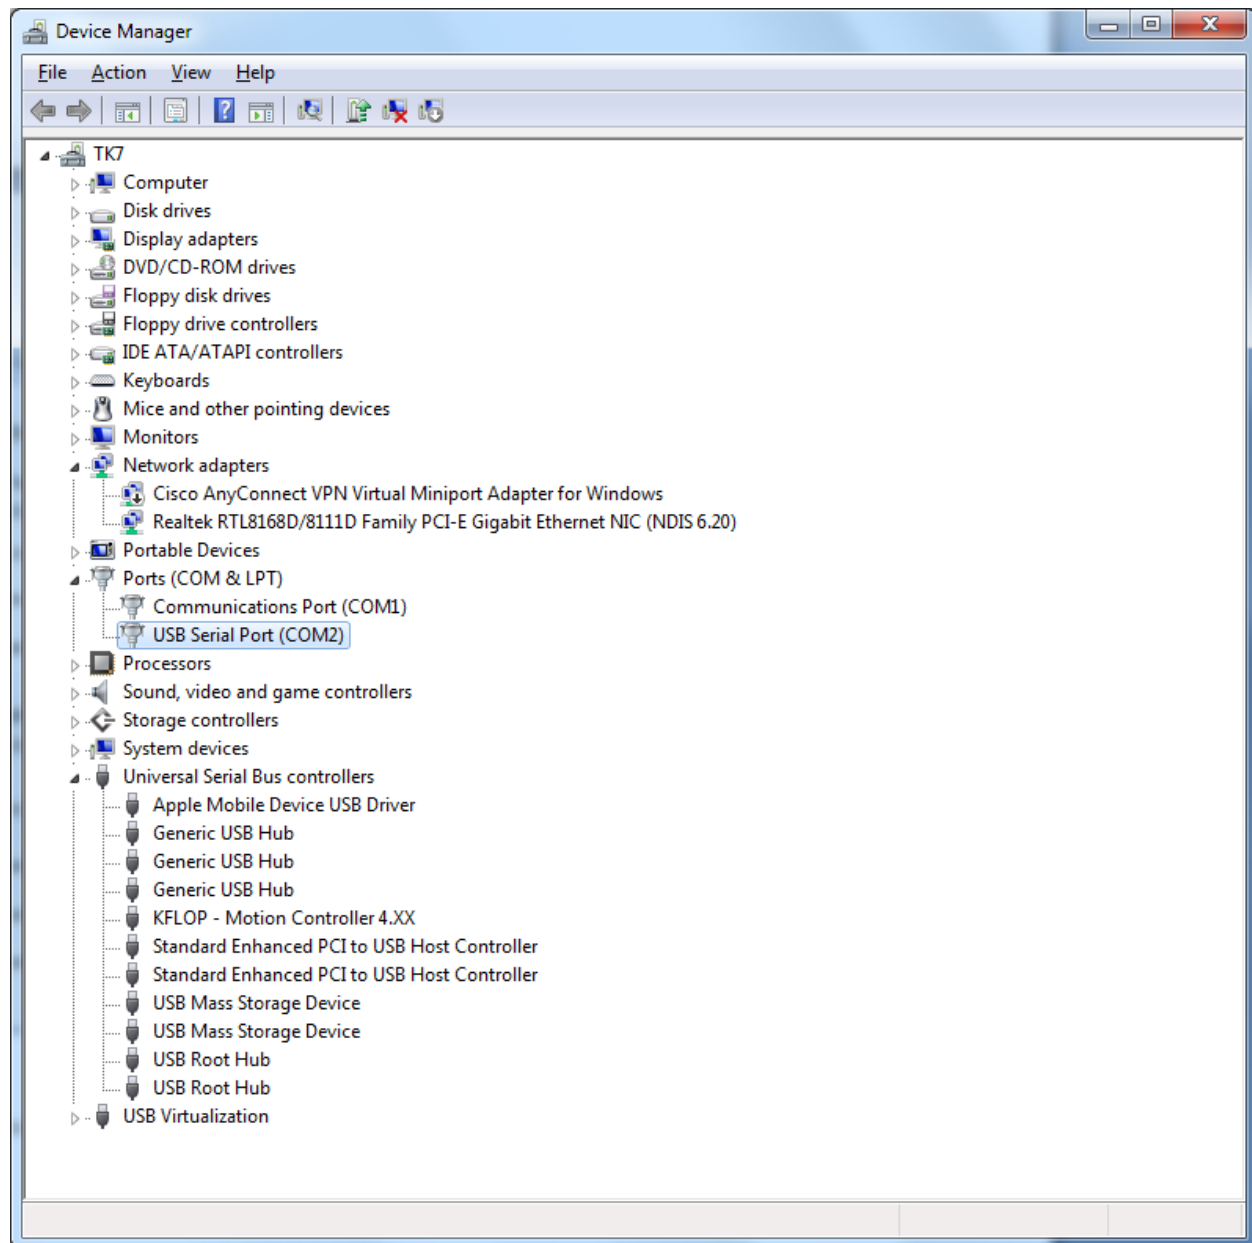 Device Manager
File Action View Help
TK7
Computer
Disk drives
Display adapters
DVD/CD-ROM drives
Floppy disk drives
Floppy drive controllers
IDE ATA/ATAPI controllers
Keyboards
Mice and other pointing devices
Monitors
Network adapters
Cisco AnyConnect VPN Virtual Miniport Adapter for Windows
Realtek RTL8168D/8111D Family PCI-E Gigabit Ethernet NIC (NDIS 6.20)
Portable Devices
Ports (COM & LPT)
Communications Port (COM1)
USB Serial Port (COM2)
Processors
Sound, video and game controllers
Storage controllers
System devices
Universal Serial Bus controllers
Apple Mobile Device USB Driver
Generic USB Hub
Generic USB Hub
Generic USB Hub
KFLOP - Motion Controller 4.XX
Standard Enhanced PCI to USB Host Controller
Standard Enhanced PCI to USB Host Controller
USB Mass Storage Device
USB Mass Storage Device
USB Root Hub
USB Root Hub
USB Virtualization